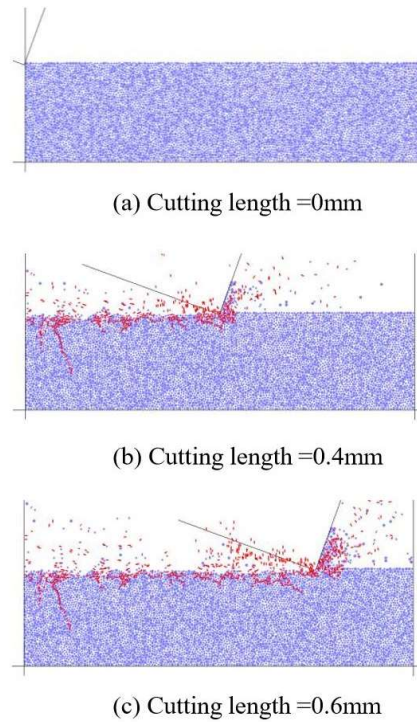 (a) Cutting length =0mm
(b) Cutting length =0.4mm
(c) Cutting length =0.6mm